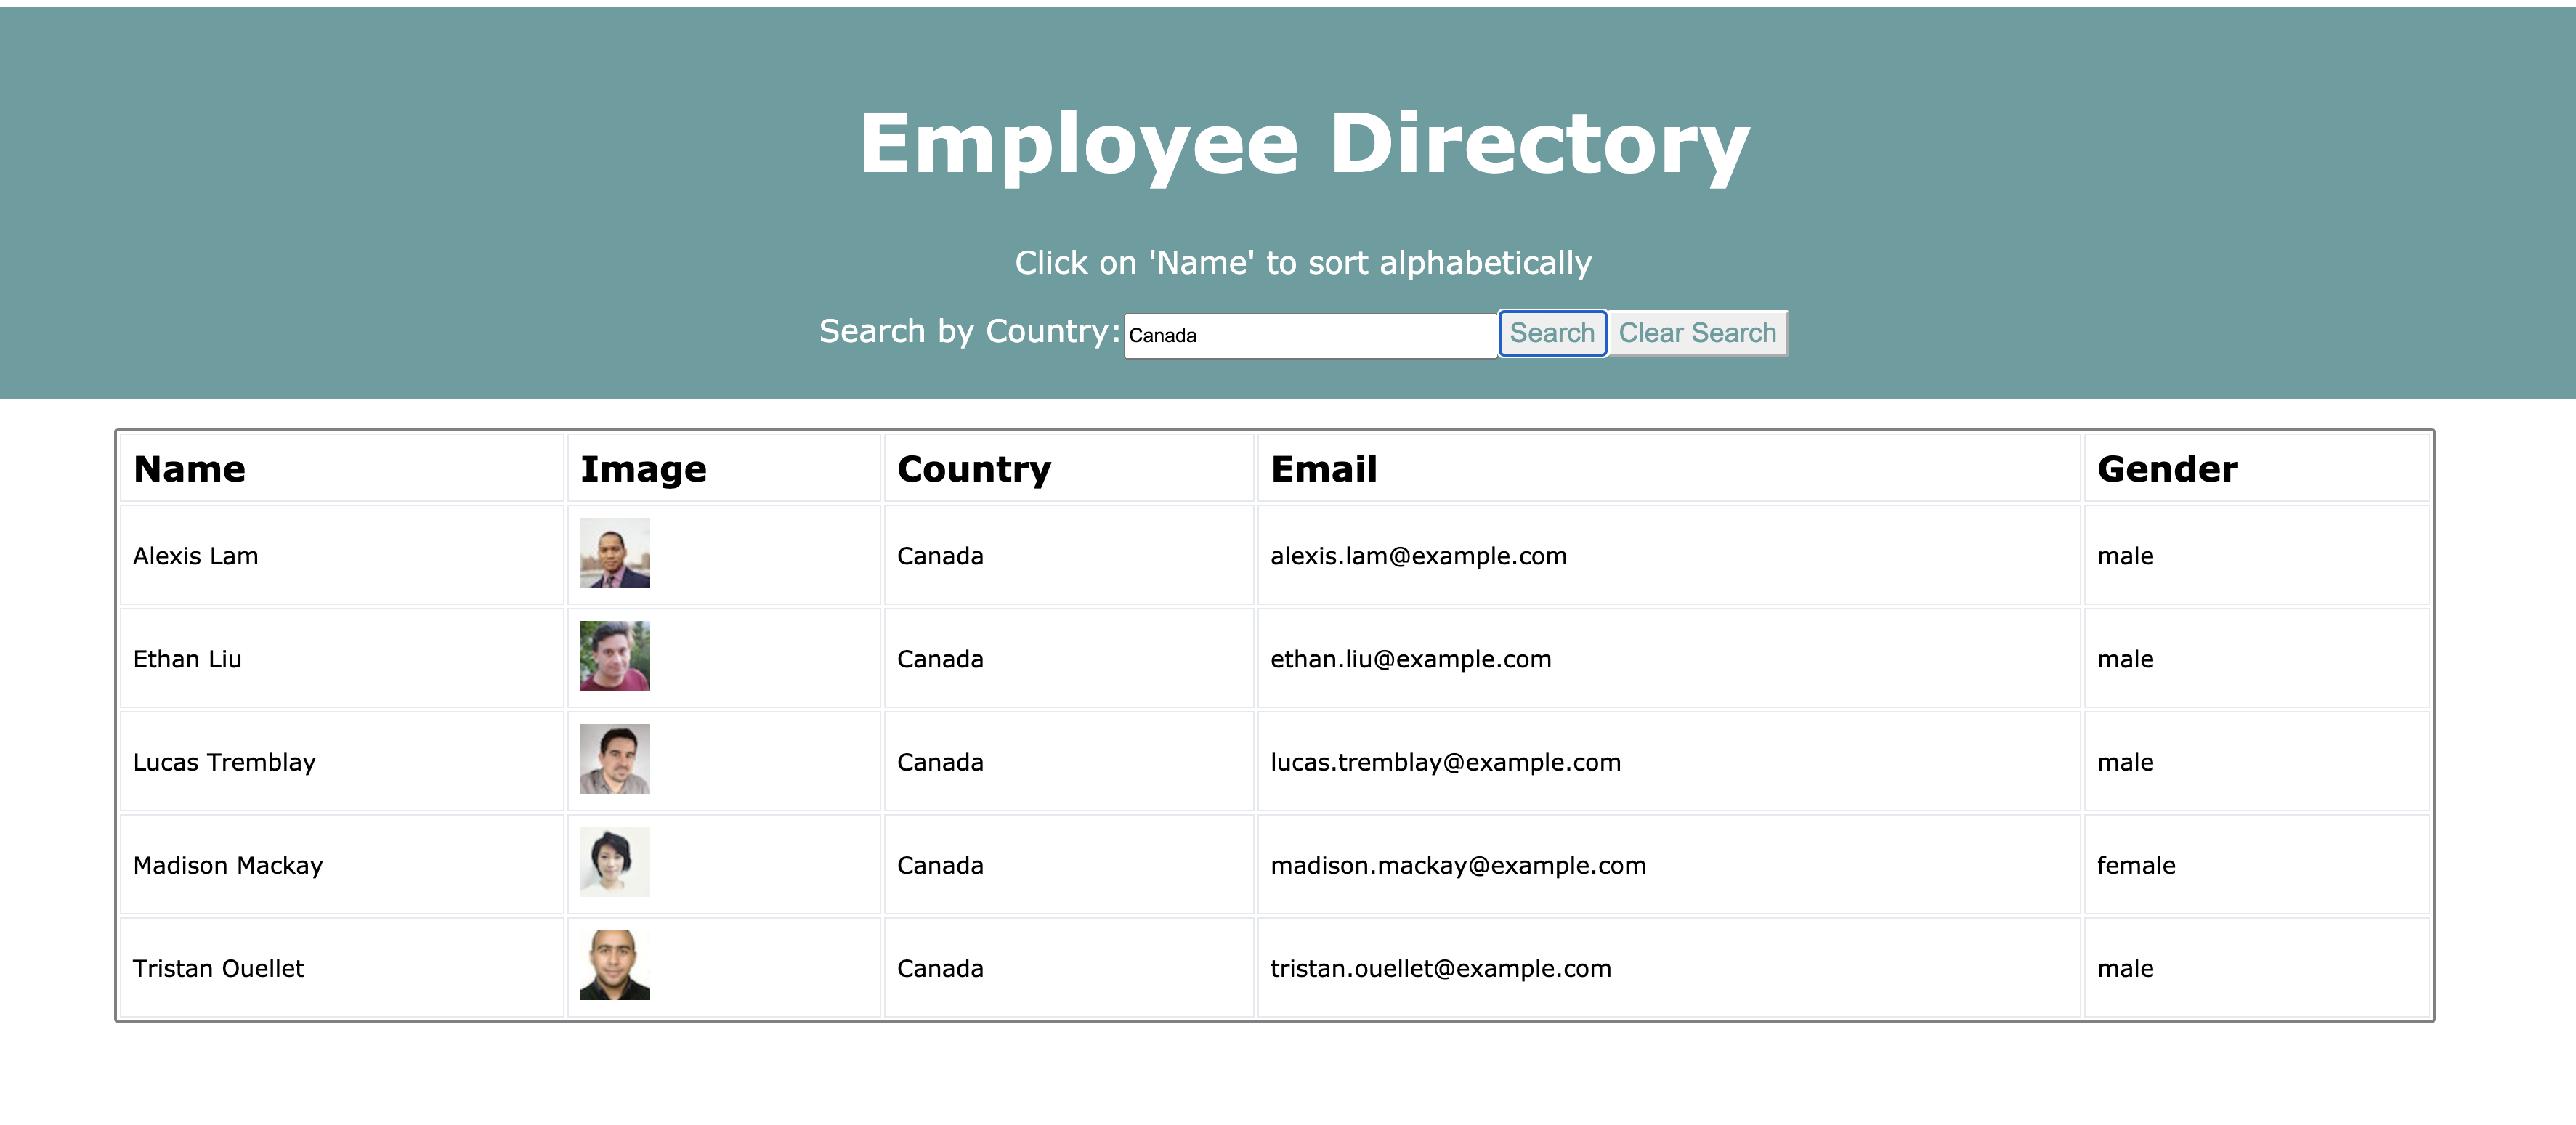 Employee Directory
Click on 'Name' to sort alphabetically
Search by Country: Canada Search Clear Search
Name Image Country Email Gender
Alexis Lam Canada alexis.lam@example.com male
Ethan Liu Canada ethan.liu@example.com male
Lucas Tremblay Canada lucas.tremblay@example.com male
Madison Mackay Canada madison.mackay@example.com female
Tristan Ouellet Canada tristan.ouellet@example.com male